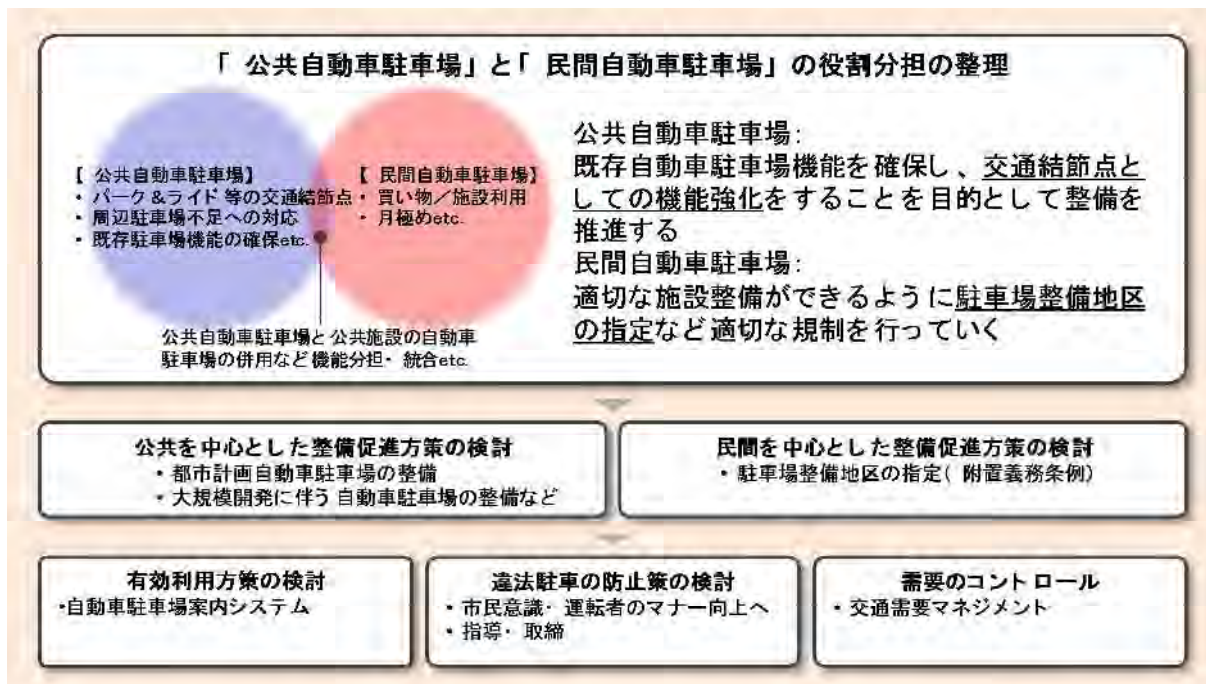 「公共自動車駐車場」と「民間自動車駐車場」の役割分担の整理
【公共自動車駐車場】
・パーク&ライド等の交通結節点
・周辺駐車場不足への対応
・既存駐車場機能の確保etc.
【民間自動車駐車場】
・買い物／施設利用
・月極めetc.
公共自動車駐車場と公共施設の自動車
駐車場の併用など機能分担・統合etc.
公共自動車駐車場：
既存自動車駐車場機能を確保し、交通結節点と
しての機能強化をすることを目的として整備を
推進する
民間自動車駐車場：
適切な施設整備ができるように駐車場整備地区
の指定など適切な規制を行っていく
公共を中心とした整備促進方策の検討
・都市計画自動車駐車場の整備
・大規模開発に伴う自動車駐車場の整備など
民間を中心とした整備促進方策の検討
・駐車場整備地区の指定（附置義務条例）
有効利用方策の検討
・自動車駐車場案内システム
違法駐車の防止策の検討
・市民意識・運転者のマナー向上へ
・指導・取締
需要のコントロール
・交通需要マネジメント